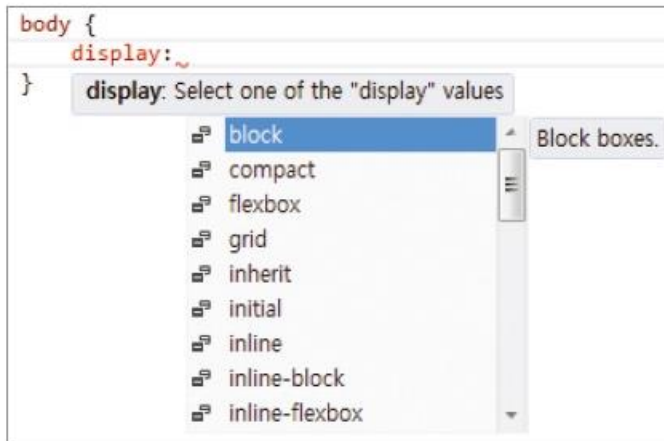 body {
display:
}
display: Select one of the "display" values
block
Block boxes.
compact
flexbox
grid
inherit
initial
inline
inline-block
inline-flexbox